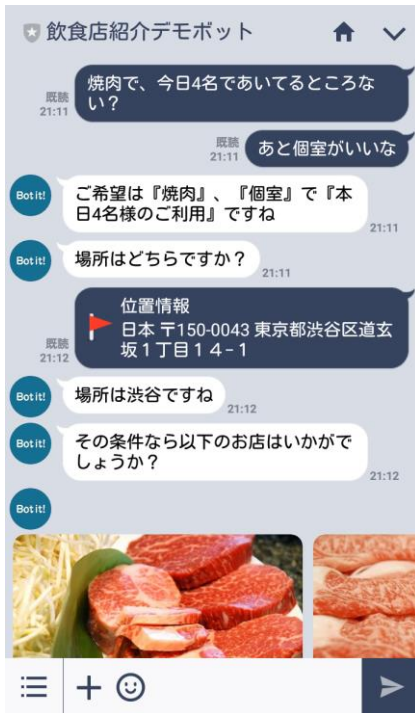 飲食店紹介デモボット
焼肉で、今日4名であいてるところな
い?
既読
21:11
あと個室がいいな
既読
21:11
Bot it!
ご希望は『焼肉』、『個室』で『本
日4名様のご利用』ですね
21:11
Bot it!
場所はどちらですか?
21:11
位置情報
日本 〒150-0043 東京都渋谷区道玄
坂1丁目14-1
既読
21:12
Bot it!
場所は渋谷ですね
21:12
Bot it!
その条件なら以下のお店はいかがで
しょうか?
21:12
Bot it!